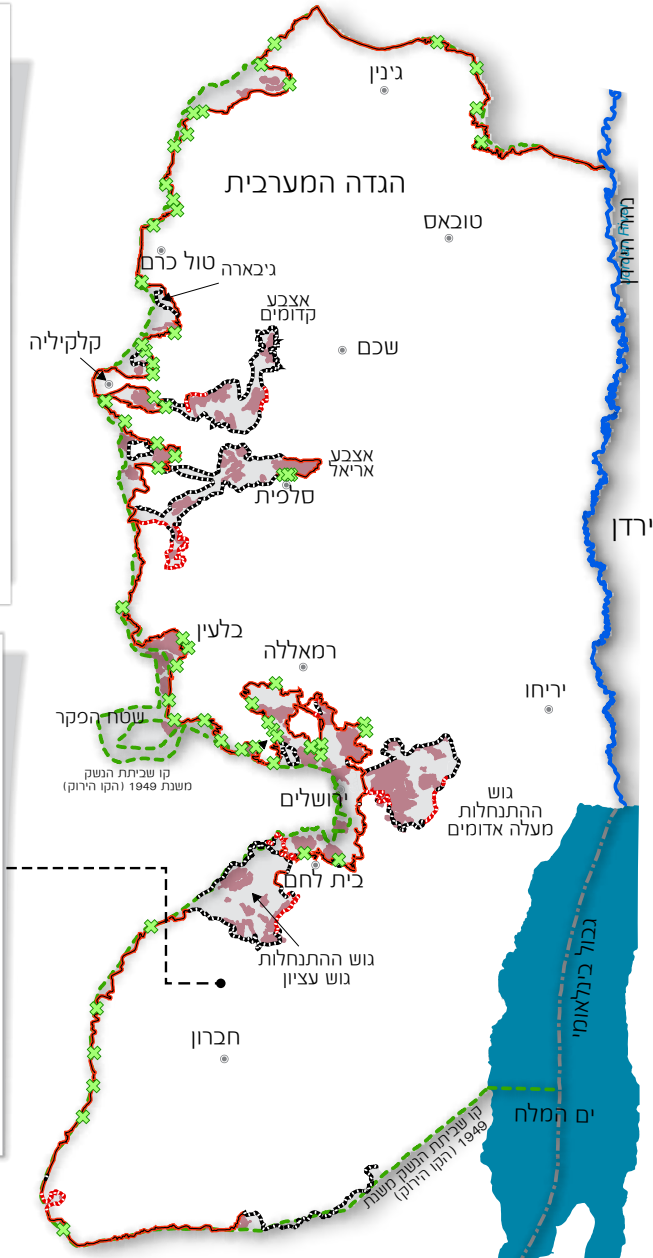 ג'נין
הגדה המערבית
טובאס
נהר הירדן
טול כרם
ג'יבארה
אצבע
קדומים
קלקיליה
שכם
אצבע
אריאל
סלפית
ירדן
בלעין
רמאללה
יריחו
שטח הפקר
קו שביתת הנשק
משנת 1949 (הקו הירוק)
ירושלים
גוש
ההתנחלות
מעלה אדומים
בית לחם
גוש ההתנחלות
גוש עציון
גבול בינלאומי
חברון
ים המלח
קו שביתת הנשק משנת
1949 (הקו הירוק)